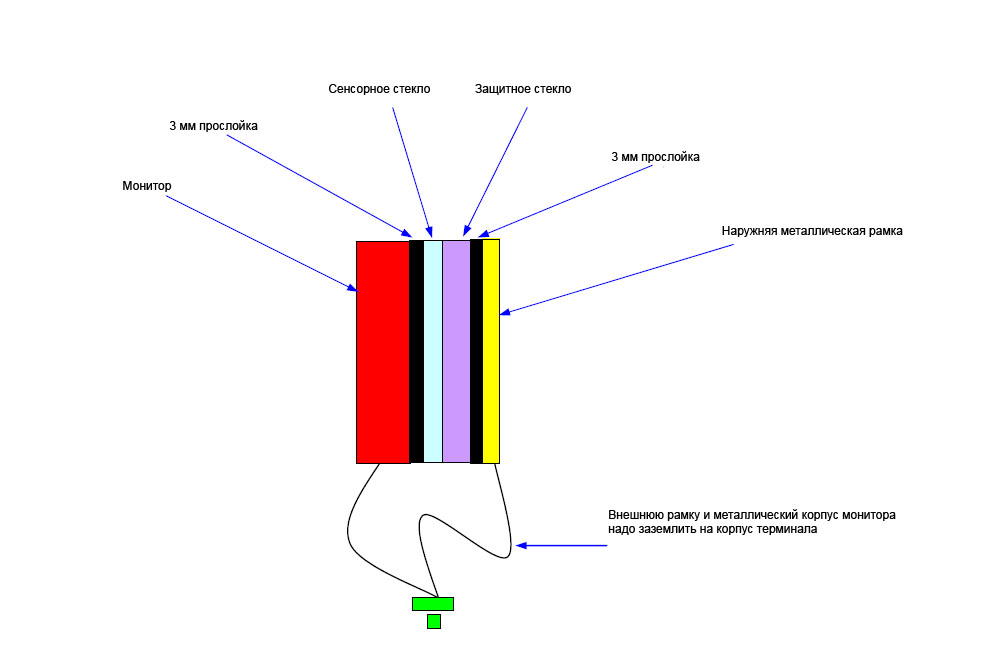 Сенсорное стекло
Защитное стекло
3 мм прослойка
3 мм прослойка
Монитор
Наружняя металлическая рамка
Внешнюю рамку и металлический корпус монитора
надо заземлить на корпус терминала